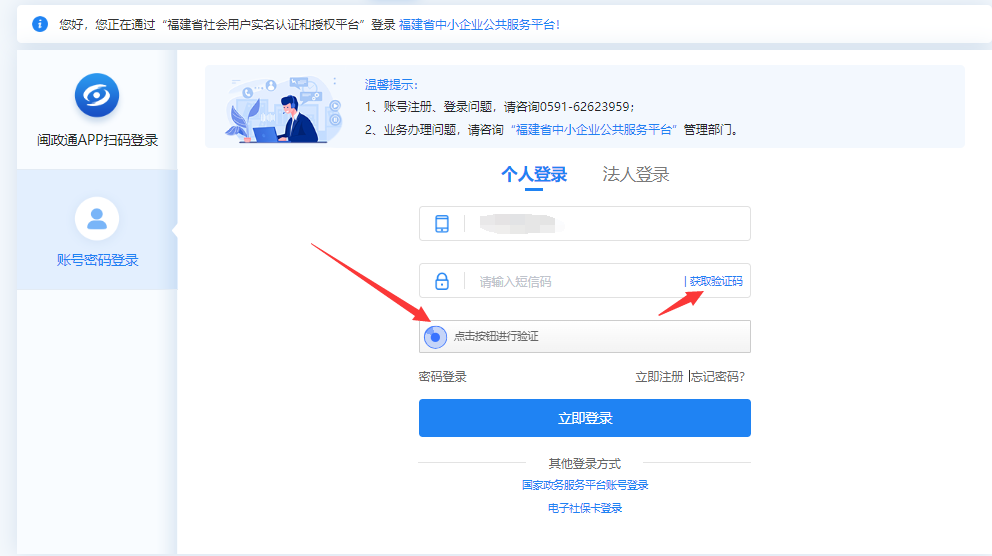 您好，您正在通过“福建省社会用户实名认证和授权平台”登录 福建省中小企业公共服务平台！
闽政通APP扫码登录
账号密码登录
温馨提示：
1、账号注册、登录问题，请咨询0591-62623959；
2、业务办理问题，请咨询“福建省中小企业公共服务平台”管理部门。
个人登录 法人登录
请输入短信码 | 获取验证码
点击按钮进行验证
密码登录 立即注册 |忘记密码?
立即登录
其他登录方式
国家政务服务平台账号登录
电子社保卡登录